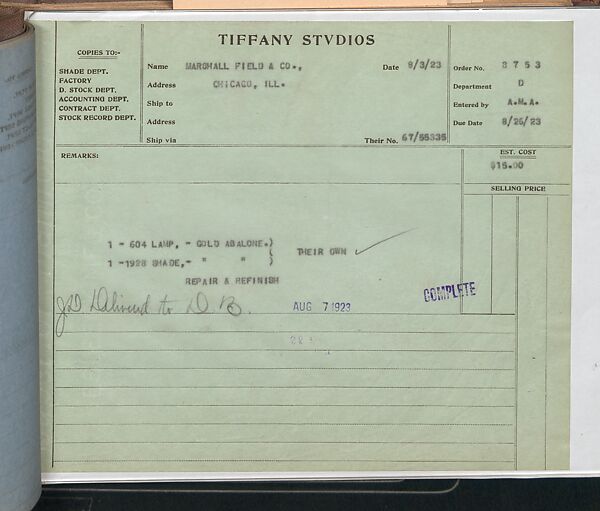 TIFFANY STVDIOS
COPIES TO:-
SHADE DEPT.
FACTORY
D. STOCK DEPT.
ACCOUNTING DEPT.
CONTRACT DEPT.
STOCK RECORD DEPT.
Name MARSHALL FIELD & CO.,
Date 8/3/23
Address CHICAGO, ILL.
Ship to
Address
Ship via
Their No. 67/55335
Order No. 3753
Department D
Entered by A.M.A.
Due Date 8/25/23
REMARKS:
EST. COST
$15.00
SELLING PRICE
1 - 604 LAMP, - GOLD ABALONE.)
1 -1928 SHADE,- " " )
THEIR OWN
REPAIR & REFINISH
Delivered to D
AUG 7 1923
COMPLETE